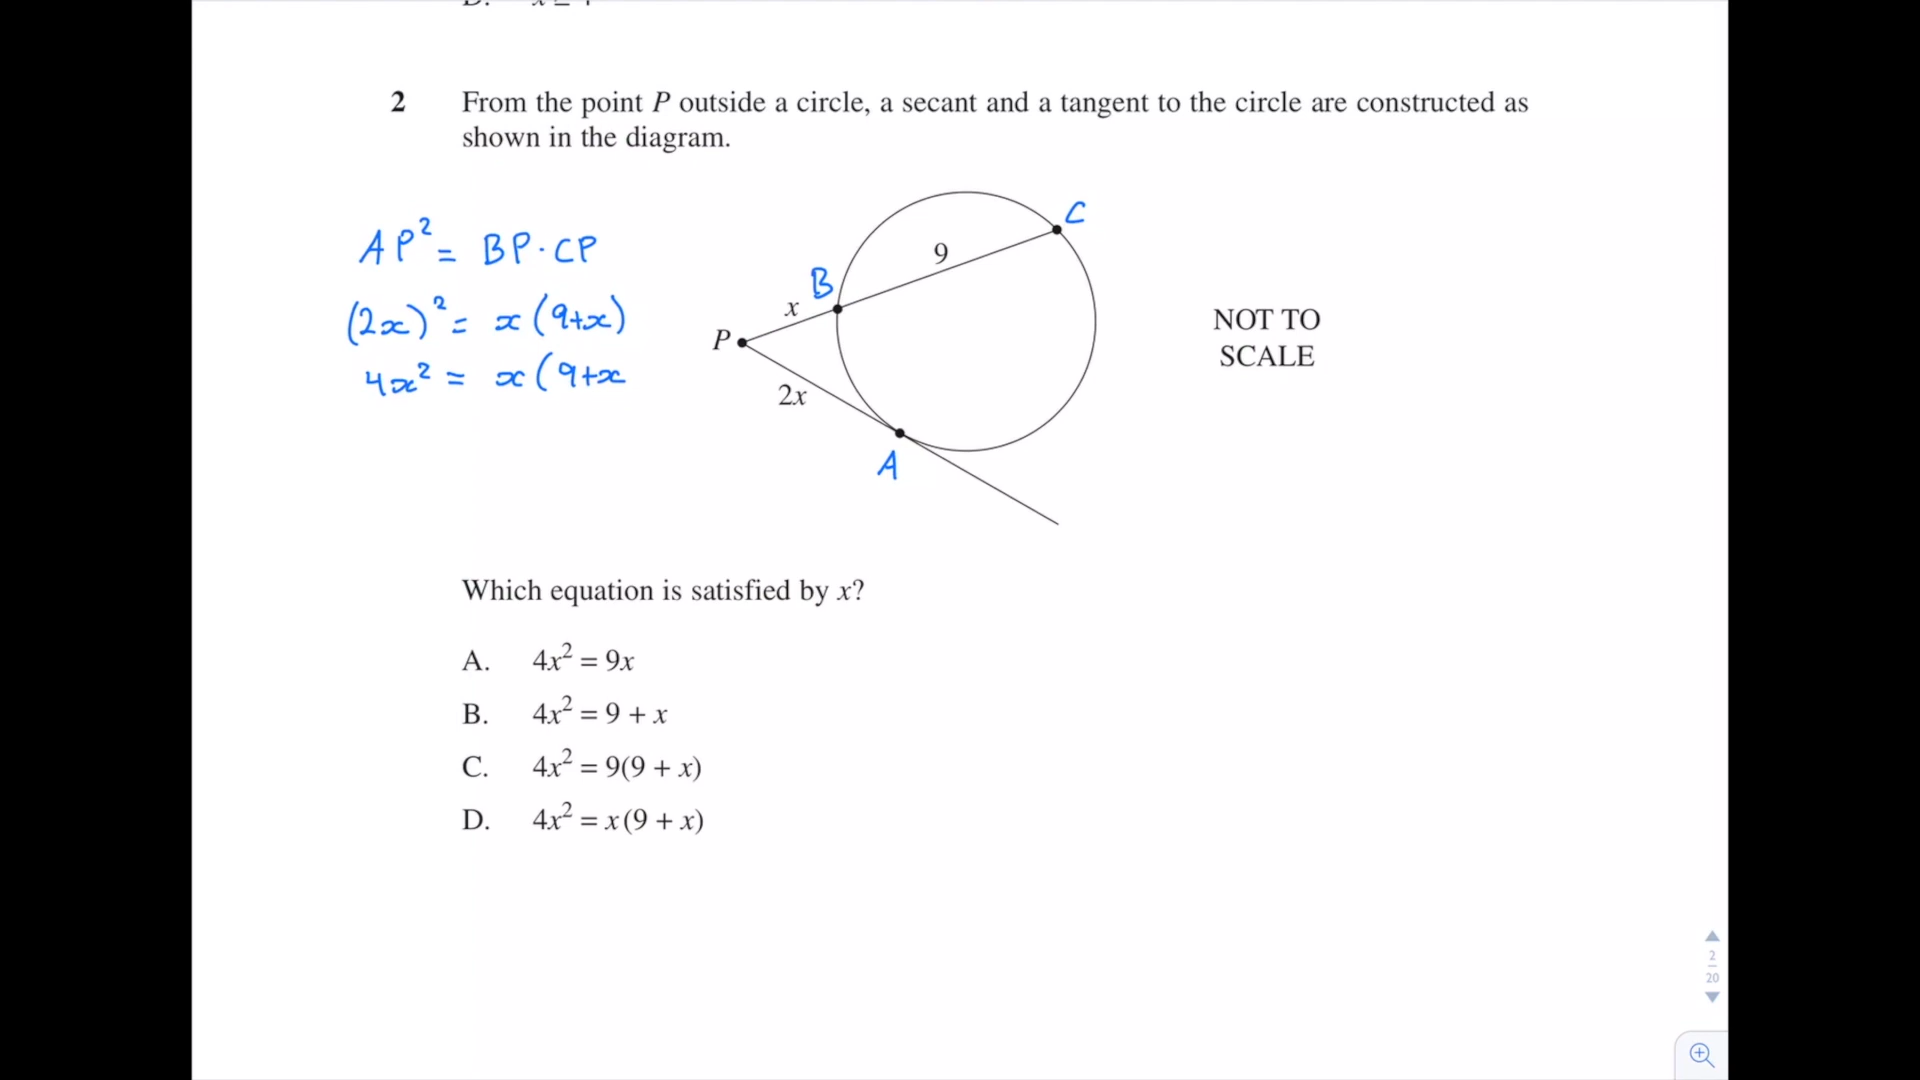 2 From the point P outside a circle, a secant and a tangent to the circle are constructed as
shown in the diagram.
AP² = BP·CP
(2x)² = x(9+x)
4x² = x(9+x
C
9
B
x
P
2x
A
NOT TO
SCALE
Which equation is satisfied by x?
A. 4x² = 9x
B. 4x² = 9 + x
C. 4x² = 9(9 + x)
D. 4x² = x(9 + x)
2
20